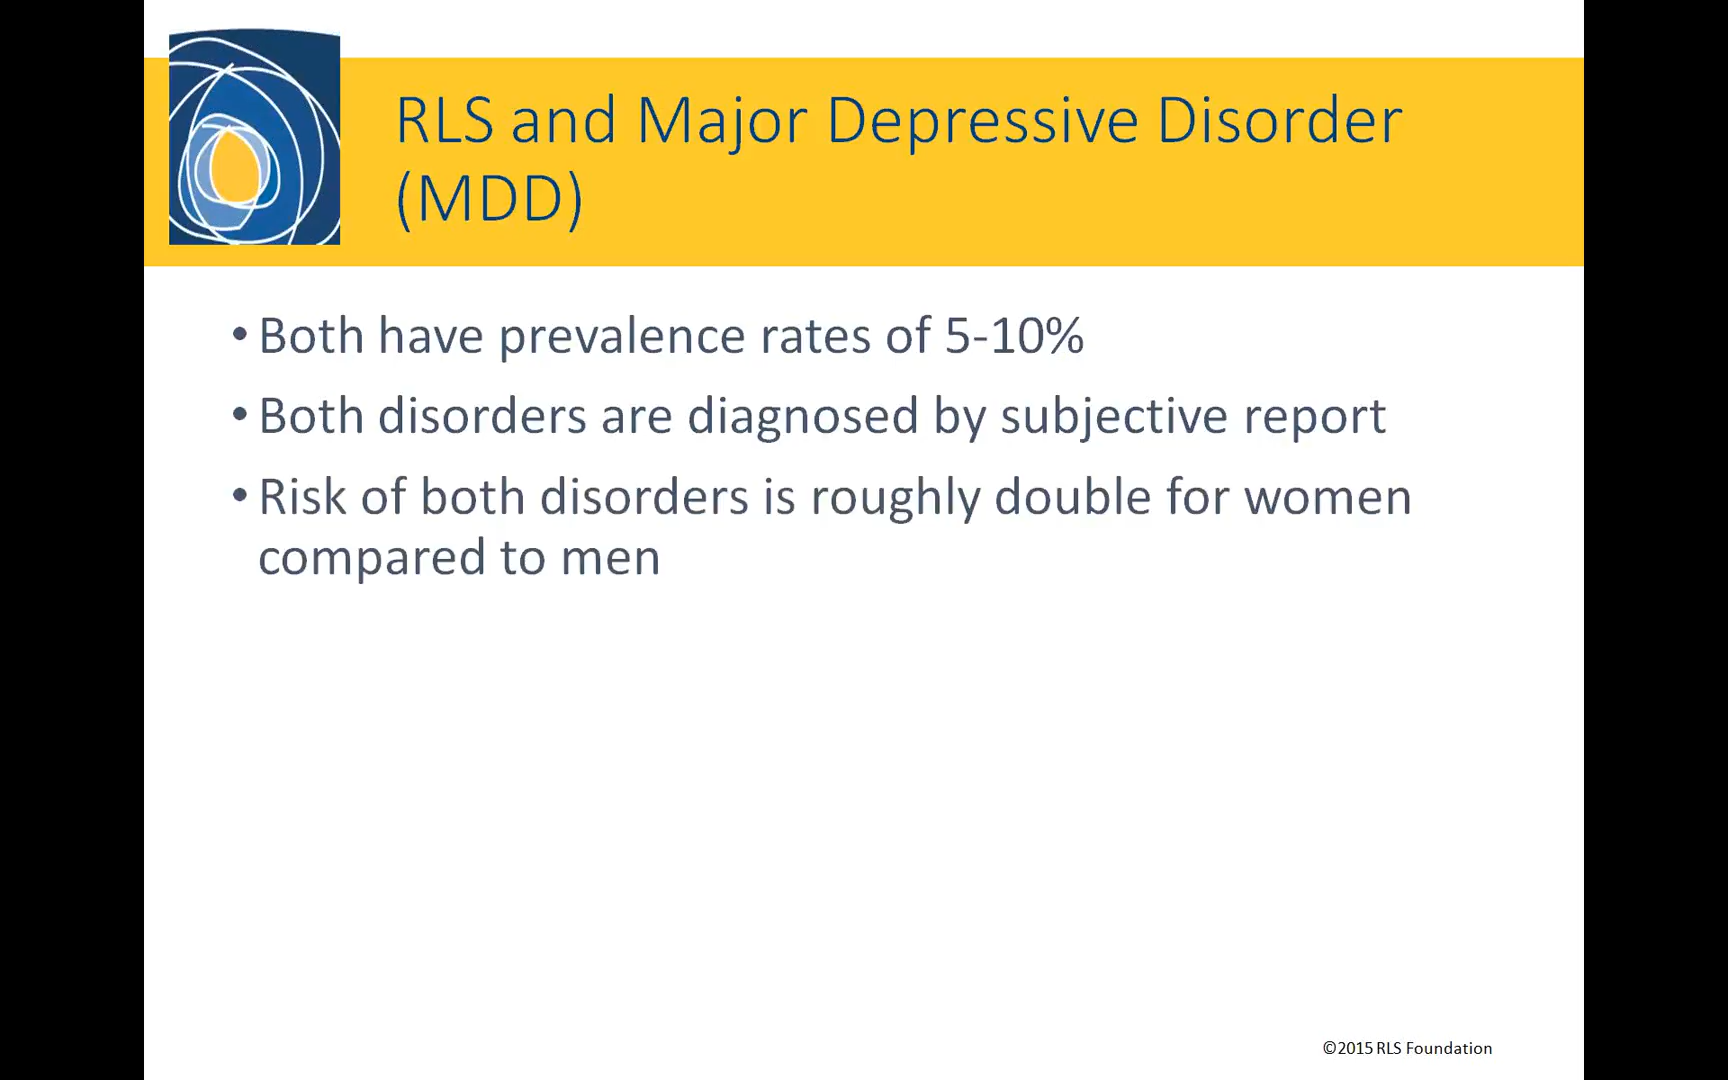 RLS and Major Depressive Disorder
(MDD)
• Both have prevalence rates of 5-10%
• Both disorders are diagnosed by subjective report
• Risk of both disorders is roughly double for women
compared to men
©2015 RLS Foundation